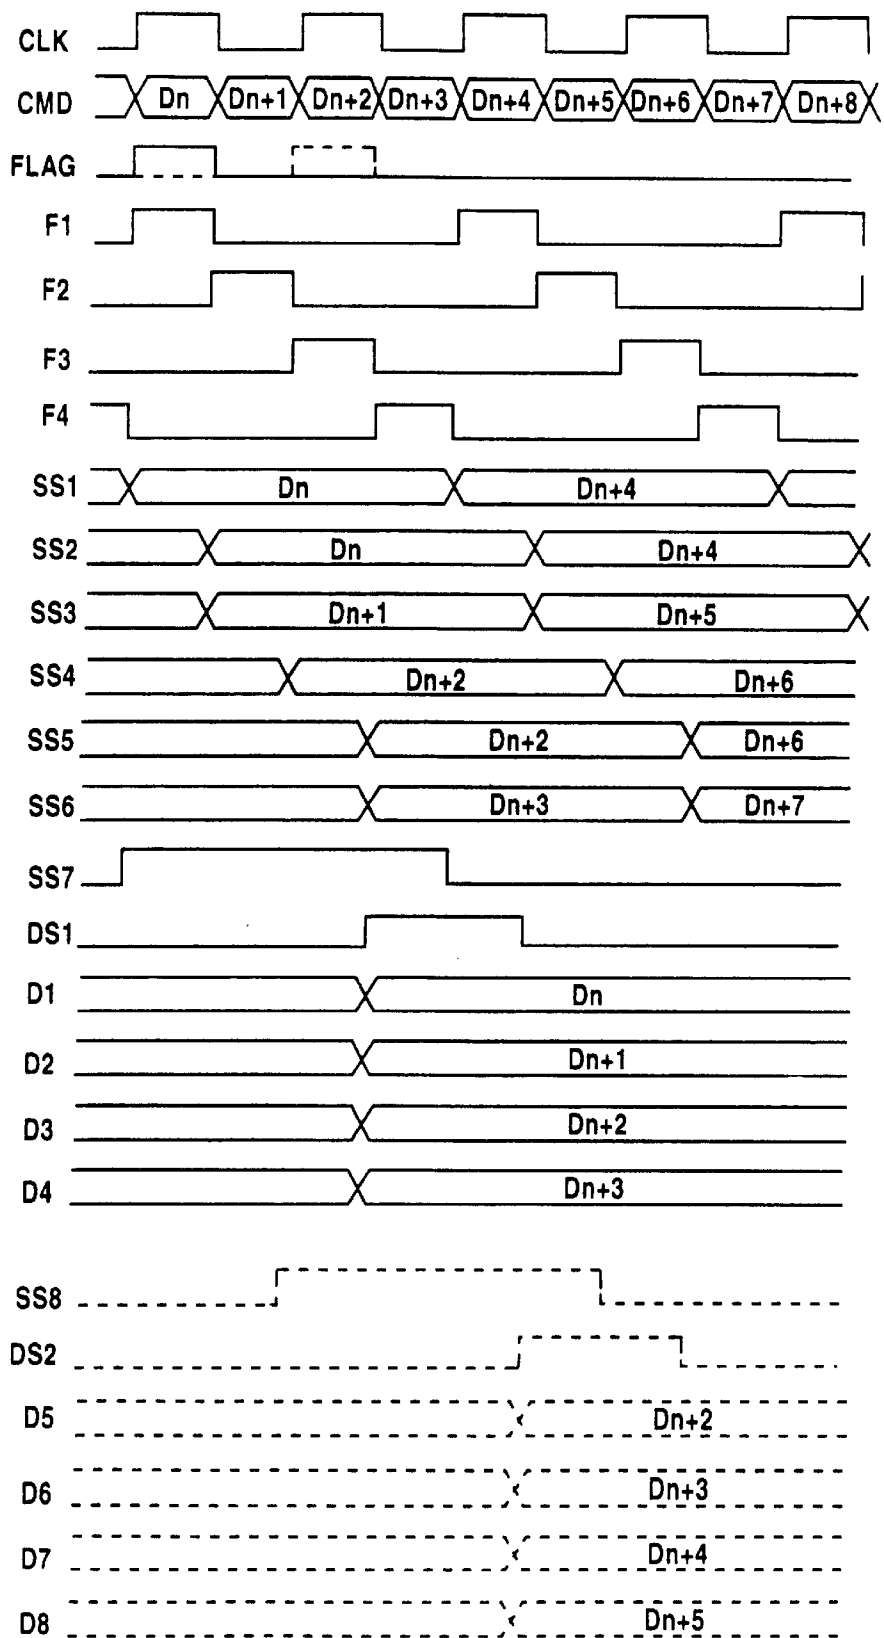 CLK
CMD Dn Dn+1 Dn+2 Dn+3 Dn+4 Dn+5 Dn+6 Dn+7 Dn+8
FLAG
F1
F2
F3
F4
SS1 Dn Dn+4
SS2 Dn Dn+4
SS3 Dn+1 Dn+5
SS4 Dn+2 Dn+6
SS5 Dn+2 Dn+6
SS6 Dn+3 Dn+7
SS7
DS1
D1 Dn
D2 Dn+1
D3 Dn+2
D4 Dn+3
SS8
DS2
D5 Dn+2
D6 Dn+3
D7 Dn+4
D8 Dn+5